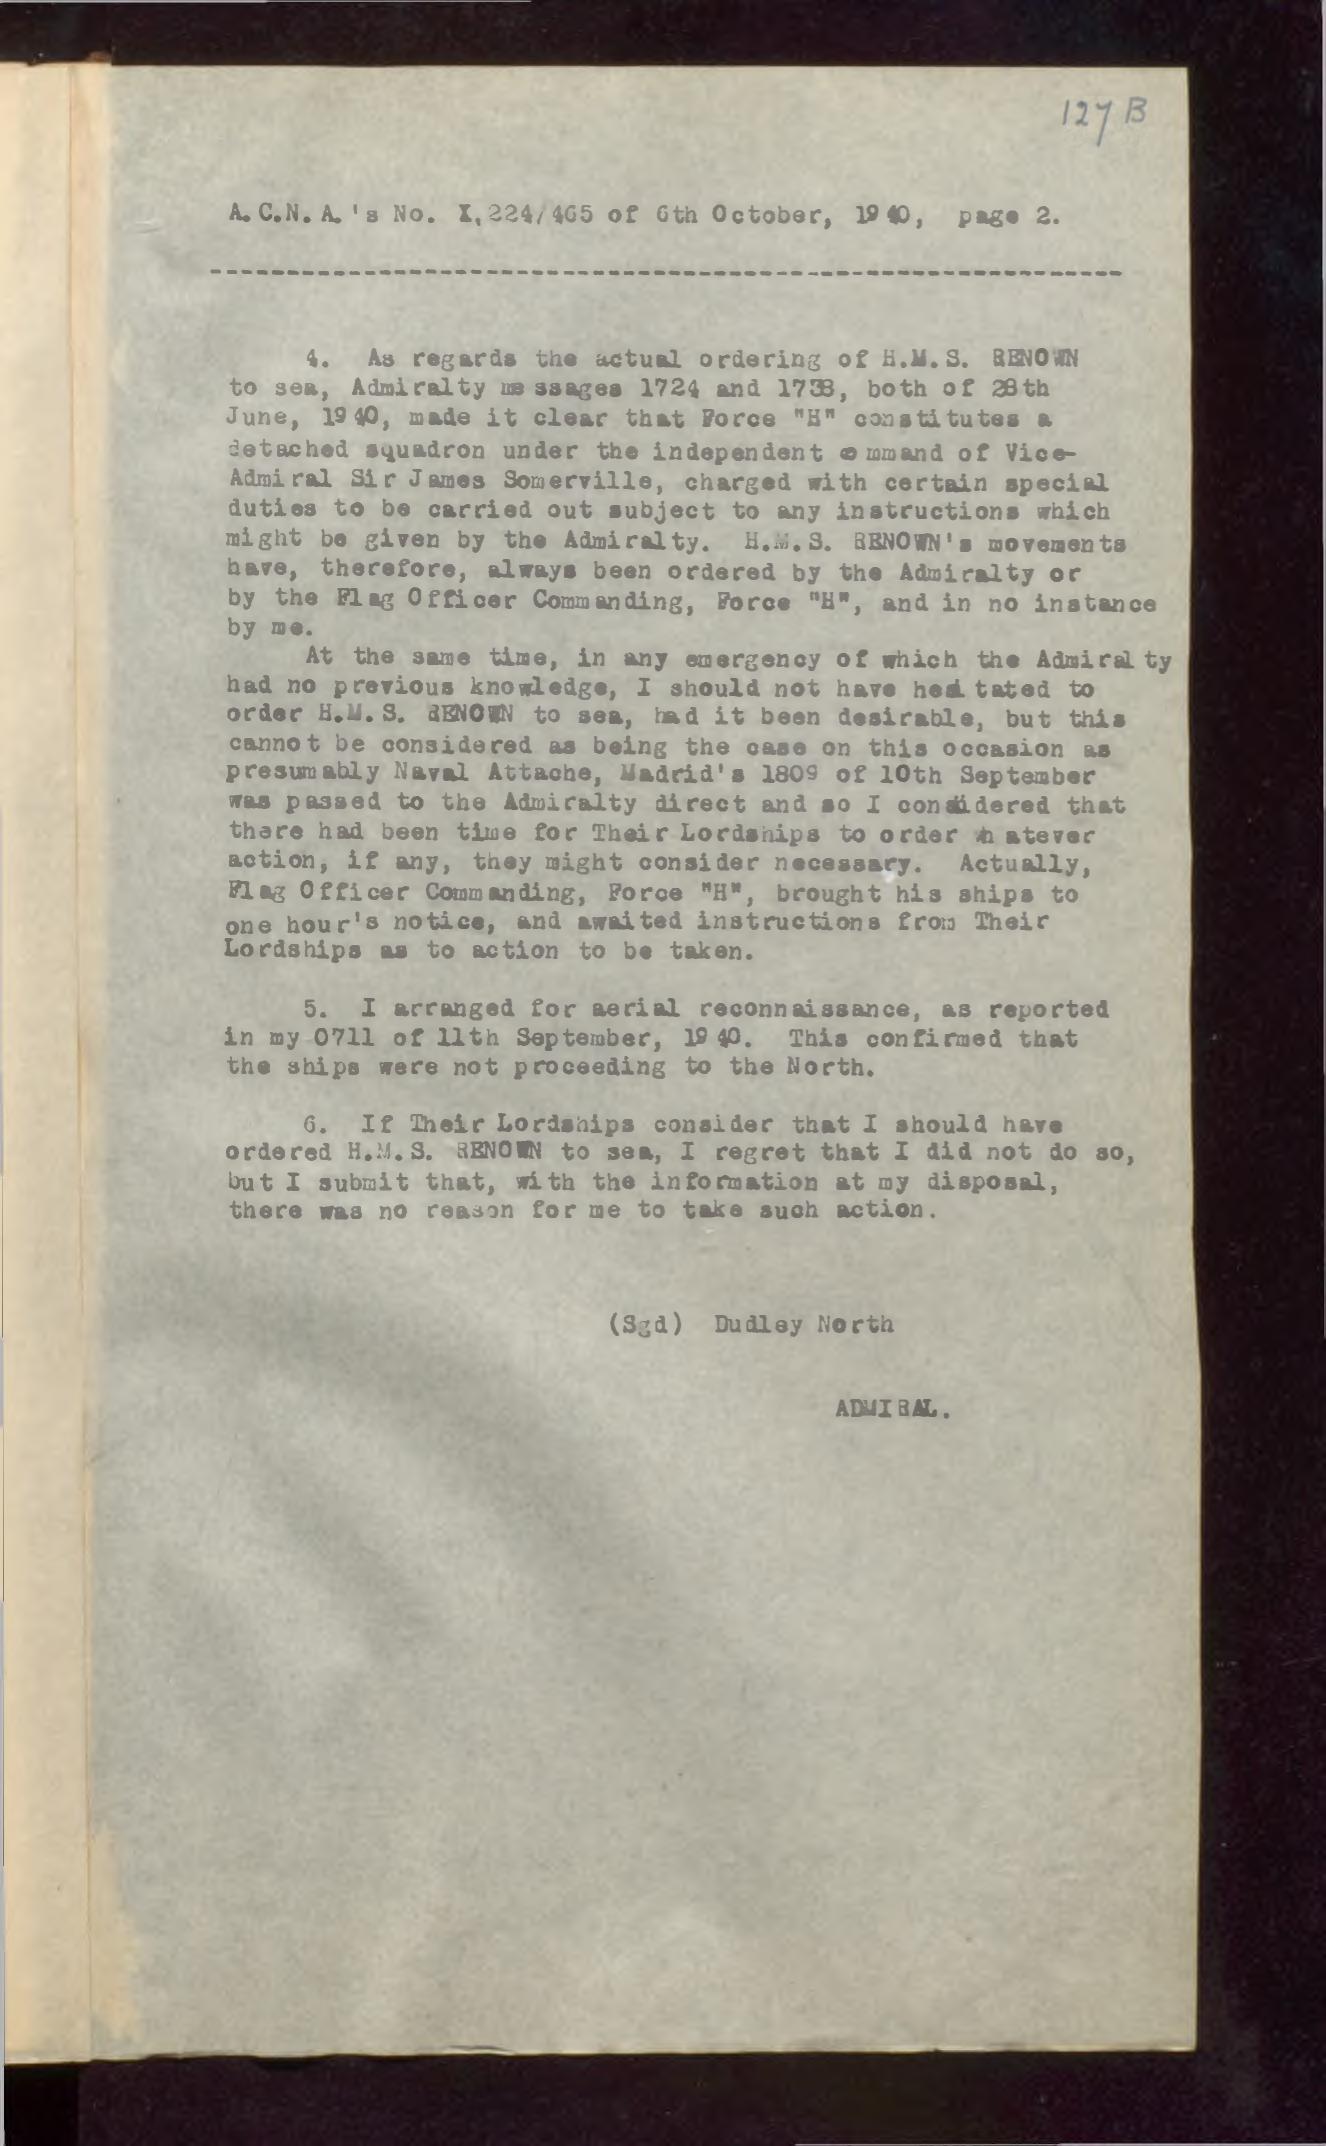 127 B
A.C.N.A.'s No. X.224/465 of 6th October, 1940, page 2.
------------------------------------------------------------
4. As regards the actual ordering of H.M.S. RENOWN
to sea, Admiralty messages 1724 and 1738, both of 28th
June, 1940, made it clear that Force "H" constitutes a
detached squadron under the independent command of Vice-
Admiral Sir James Somerville, charged with certain special
duties to be carried out subject to any instructions which
might be given by the Admiralty. H.M.S. RENOWN's movements
have, therefore, always been ordered by the Admiralty or
by the Flag Officer Commanding, Force "H", and in no instance
by me.
At the same time, in any emergency of which the Admiralty
had no previous knowledge, I should not have hesitated to
order H.M.S. RENOWN to sea, had it been desirable, but this
cannot be considered as being the case on this occasion as
presumably Naval Attache, Madrid's 1809 of 10th September
was passed to the Admiralty direct and so I considered that
there had been time for Their Lordships to order whatever
action, if any, they might consider necessary. Actually,
Flag Officer Commanding, Force "H", brought his ships to
one hour's notice, and awaited instructions from Their
Lordships as to action to be taken.
5. I arranged for aerial reconnaissance, as reported
in my 0711 of 11th September, 1940. This confirmed that
the ships were not proceeding to the North.
6. If Their Lordships consider that I should have
ordered H.M.S. RENOWN to sea, I regret that I did not do so,
but I submit that, with the information at my disposal,
there was no reason for me to take such action.
(Sgd) Dudley North
ADMIRAL.